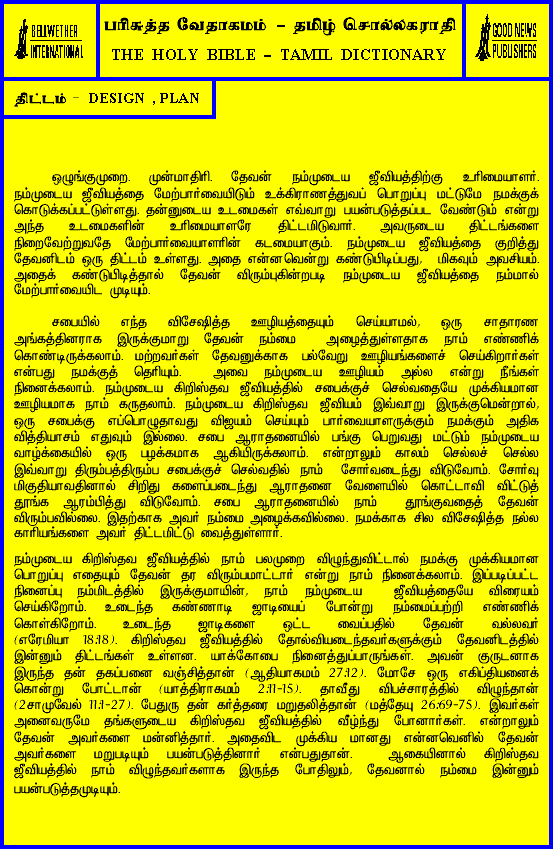 BELLWETHER
INTERNATIONAL
பரிசுத்த வேதாகமம் - தமிழ் சொல்லகராதி
THE HOLY BIBLE - TAMIL DICTIONARY
GOOD NEWS
PUBLISHERS
திட்டம் - DESIGN , PLAN
ஒழுங்குமுறை. முன்மாதிரி. தேவன் நம்முடைய ஜீவியத்திற்கு உரிமையாளர்.
நம்முடைய ஜீவியத்தை மேற்பார்வையிடும் உக்கிராணத்துவப் பொறுப்பு மட்டுமே நமக்குக்
கொடுக்கப்பட்டுள்ளது. தன்னுடைய உடமைகள் எவ்வாறு பயன்படுத்தப்பட வேண்டும் என்று
அந்த உடமைகளின் உரிமையாளரே திட்டமிடுவார். அவருடைய திட்டங்களை
நிறைவேற்றுவதே மேற்பார்வையாளரின் கடமையாகும். நம்முடைய ஜீவியத்தை குறித்து
தேவனிடம் ஒரு திட்டம் உள்ளது. அதை என்னவென்று கண்டுபிடிப்பது, மிகவும் அவசியம்.
அதைக் கண்டுபிடித்தால் தேவன் விரும்புகின்றபடி நம்முடைய ஜீவியத்தை நம்மால்
மேற்பார்வையிட முடியும்.
சபையில் எந்த விசேஷித்த ஊழியத்தையும் செய்யாமல், ஒரு சாதாரண
அங்கத்தினராக இருக்குமாறு தேவன் நம்மை அழைத்துள்ளதாக நாம் எண்ணிக்
கொண்டிருக்கலாம். மற்றவர்கள் தேவனுக்காக பல்வேறு ஊழியங்களைச் செய்கிறார்கள்
என்பது நமக்குத் தெரியும். அவை நம்முடைய ஊழியம் அல்ல என்று நீங்கள்
நினைக்கலாம். நம்முடைய கிறிஸ்தவ ஜீவியத்தில் சபைக்குச் செல்வதையே முக்கியமான
ஊழியமாக நாம் கருதலாம். நம்முடைய கிறிஸ்தவ ஜீவியம் இவ்வாறு இருக்குமென்றால்,
ஒரு சபைக்கு எப்பொழுதாவது விஜயம் செய்யும் பார்வையாளருக்கும் நமக்கும் அதிக
வித்தியாசம் எதுவும் இல்லை. சபை ஆராதனையில் பங்கு பெறுவது மட்டும் நம்முடைய
வாழ்க்கையில் ஒரு பழக்கமாக ஆகியிருக்கலாம். என்றாலும் காலம் செல்லச் செல்ல
இவ்வாறு திரும்பத்திரும்ப சபைக்குச் செல்வதில் நாம் சோர்வடைந்து விடுவோம். சோர்வு
மிகுதியாவதினால் சிறிது களைப்படைந்து ஆராதனை வேளையில் கொட்டாவி விட்டுத்
தூங்க ஆரம்பித்து விடுவோம். சபை ஆராதனையில் நாம் தூங்குவதைத் தேவன்
விரும்பவில்லை. இதற்காக அவர் நம்மை அழைக்கவில்லை. நமக்காக சில விசேஷித்த நல்ல
காரியங்களை அவர் திட்டமிட்டு வைத்துள்ளார்.
நம்முடைய கிறிஸ்தவ ஜீவியத்தில் நாம் பலமுறை விழுந்துவிட்டால் நமக்கு முக்கியமான
பொறுப்பு எதையும் தேவன் தர விரும்பமாட்டார் என்று நாம் நினைக்கலாம். இப்படிப்பட்ட
நினைப்பு நம்மிடத்தில் இருக்குமாயின், நாம் நம்முடைய ஜீவியத்தையே விரையம்
செய்கிறோம். உடைந்த கண்ணாடி ஜாடியைப் போன்று நம்மைப்பற்றி எண்ணிக்
கொள்கிறோம். உடைந்த ஜாடிகளை ஒட்ட வைப்பதில் தேவன் வல்லவர்
(எரேமியா 18:18). கிறிஸ்தவ ஜீவியத்தில் தோல்வியடைந்தவர்களுக்கும் தேவனிடத்தில்
இன்னும் திட்டங்கள் உள்ளன. யாக்கோபை நினைத்துப்பாருங்கள். அவன் குருடனாக
இருந்த தன் தகப்பனை வஞ்சித்தான் (ஆதியாகமம் 27:12). மோசே ஒரு எகிப்தியனைக்
கொன்று போட்டான் (யாத்திராகமம் 2:11-15). தாவீது விபச்சாரத்தில் விழுந்தான்
(2சாமுவேல் 11:1-27). பேதுரு தன் கர்த்தரை மறுதலித்தான் (மத்தேயு 26:69-75). இவர்கள்
அனைவருமே தங்களுடைய கிறிஸ்தவ ஜீவியத்தில் வீழ்ந்து போனார்கள். என்றாலும்
தேவன் அவர்களை மன்னித்தார். அதைவிட முக்கிய மானது என்னவெனில் தேவன்
அவர்களை மறுபடியும் பயன்படுத்தினார் என்பதுதான். ஆகையினால் கிறிஸ்தவ
ஜீவியத்தில் நாம் விழுந்தவர்களாக இருந்த போதிலும், தேவனால் நம்மை இன்னும்
பயன்படுத்தமுடியும்.